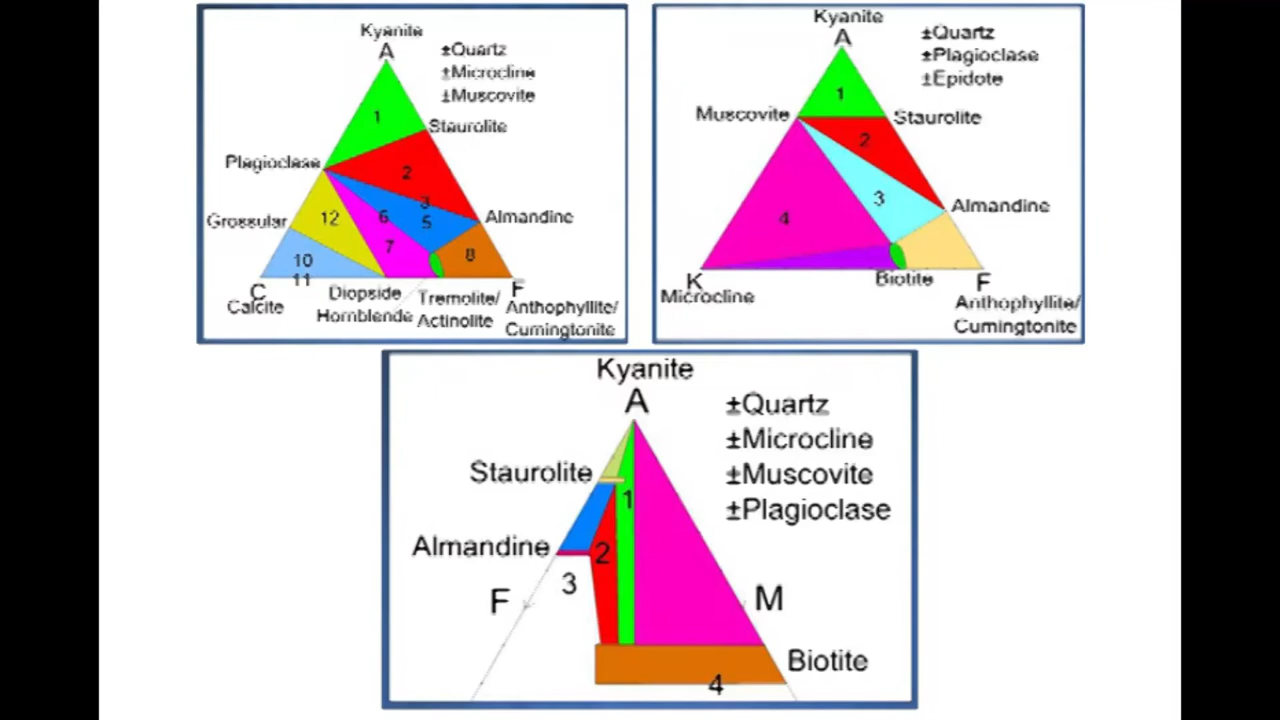 Kyanite
A
±Quartz
±Microcline
±Muscovite
1
Staurolite
Plagioclase
2
3
Grossular
12
6
5
Almandine
7
8
10
11
C
F
Calcite
Diopside
Hornblende
Tremolite/
Actinolite
Anthophyllite/
Cumingtonite
Kyanite
A
±Quartz
±Plagioclase
±Epidote
1
Muscovite
Staurolite
2
3
Almandine
4
K
Biotite
F
Microcline
Anthophyllite/
Cumingtonite
Kyanite
A
±Quartz
±Microcline
Staurolite
±Muscovite
1
±Plagioclase
Almandine
2
3
F
M
Biotite
4